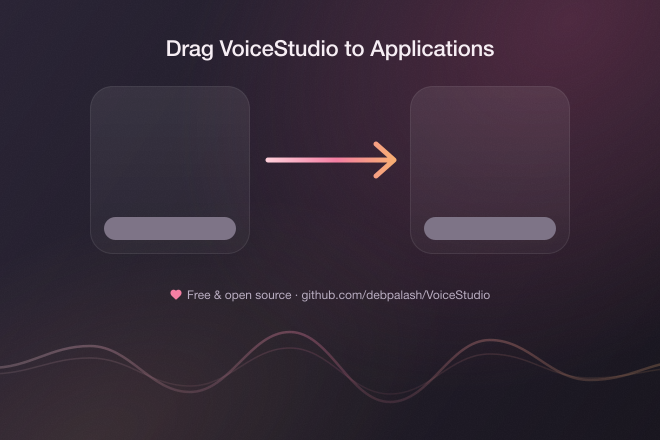 Drag VoiceStudio to Applications
Free & open source · github.com/debpalash/VoiceStudio